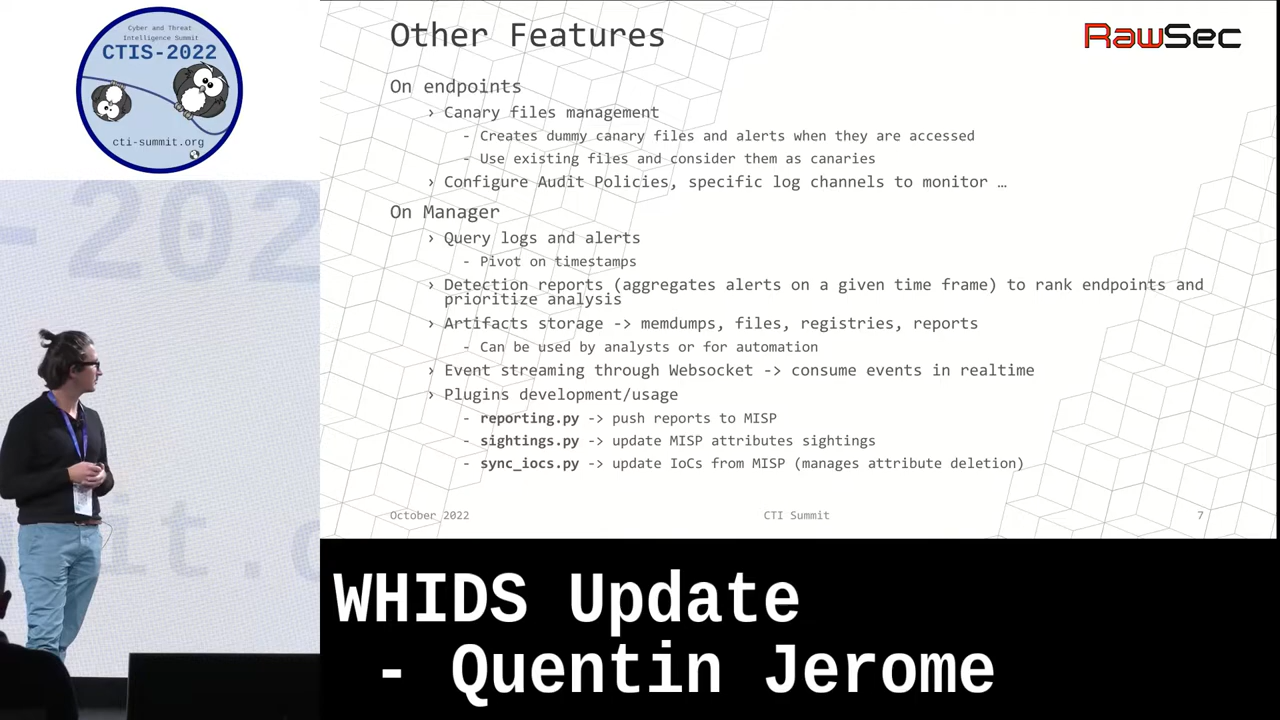 Cyber and Threat
Intelligence Summit
CTIS-2022
cti-summit.org
Other Features
RawSec
On endpoints
› Canary files management
- Creates dummy canary files and alerts when they are accessed
- Use existing files and consider them as canaries
› Configure Audit Policies, specific log channels to monitor …
On Manager
› Query logs and alerts
- Pivot on timestamps
› Detection reports (aggregates alerts on a given time frame) to rank endpoints and
prioritize analysis
› Artifacts storage -> memdumps, files, registries, reports
- Can be used by analysts or for automation
› Event streaming through Websocket -> consume events in realtime
› Plugins development/usage
- reporting.py -> push reports to MISP
- sightings.py -> update MISP attributes sightings
- sync_iocs.py -> update IoCs from MISP (manages attribute deletion)
October 2022
CTI Summit
7
-202
mit.o
WHIDS Update
- Quentin Jerome